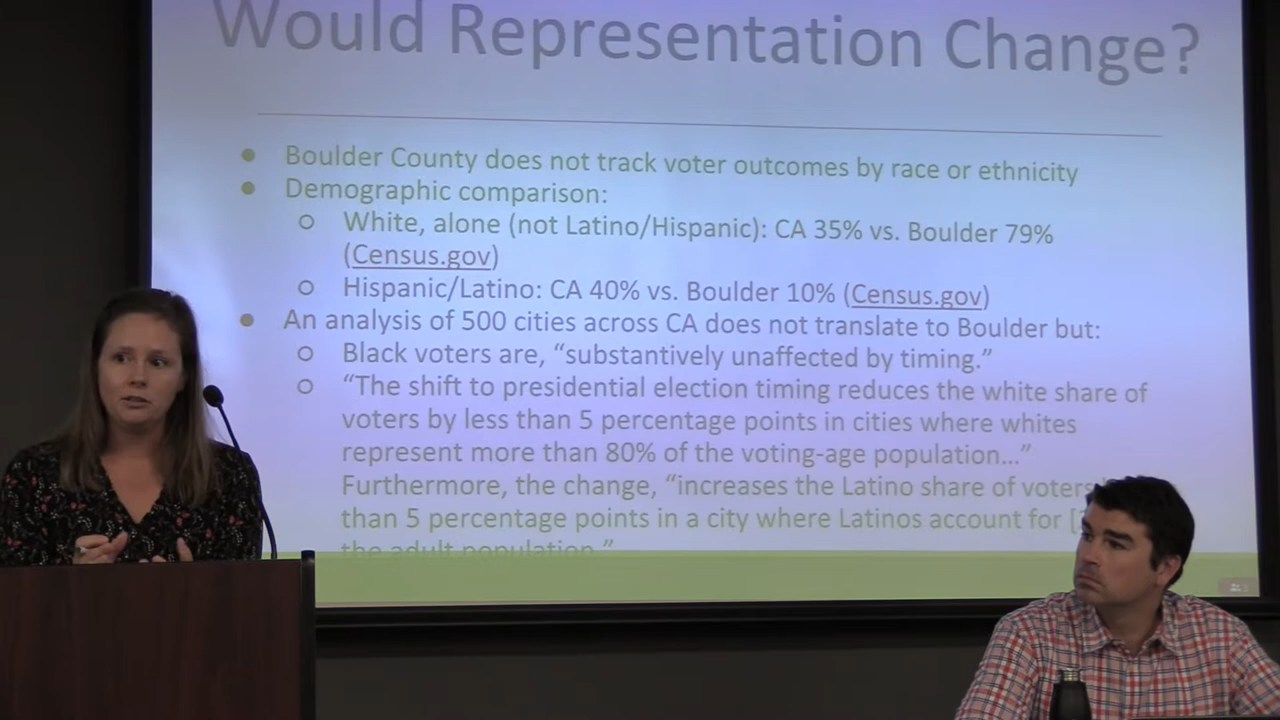 Would Representation Change?
● Boulder County does not track voter outcomes by race or ethnicity
● Demographic comparison:
○ White, alone (not Latino/Hispanic): CA 35% vs. Boulder 79%
(Census.gov)
○ Hispanic/Latino: CA 40% vs. Boulder 10% (Census.gov)
● An analysis of 500 cities across CA does not translate to Boulder but:
○ Black voters are, “substantively unaffected by timing.”
○ “The shift to presidential election timing reduces the white share of
voters by less than 5 percentage points in cities where whites
represent more than 80% of the voting-age population…”
Furthermore, the change, “increases the Latino share of voters
than 5 percentage points in a city where Latinos account for [
the adult population.”